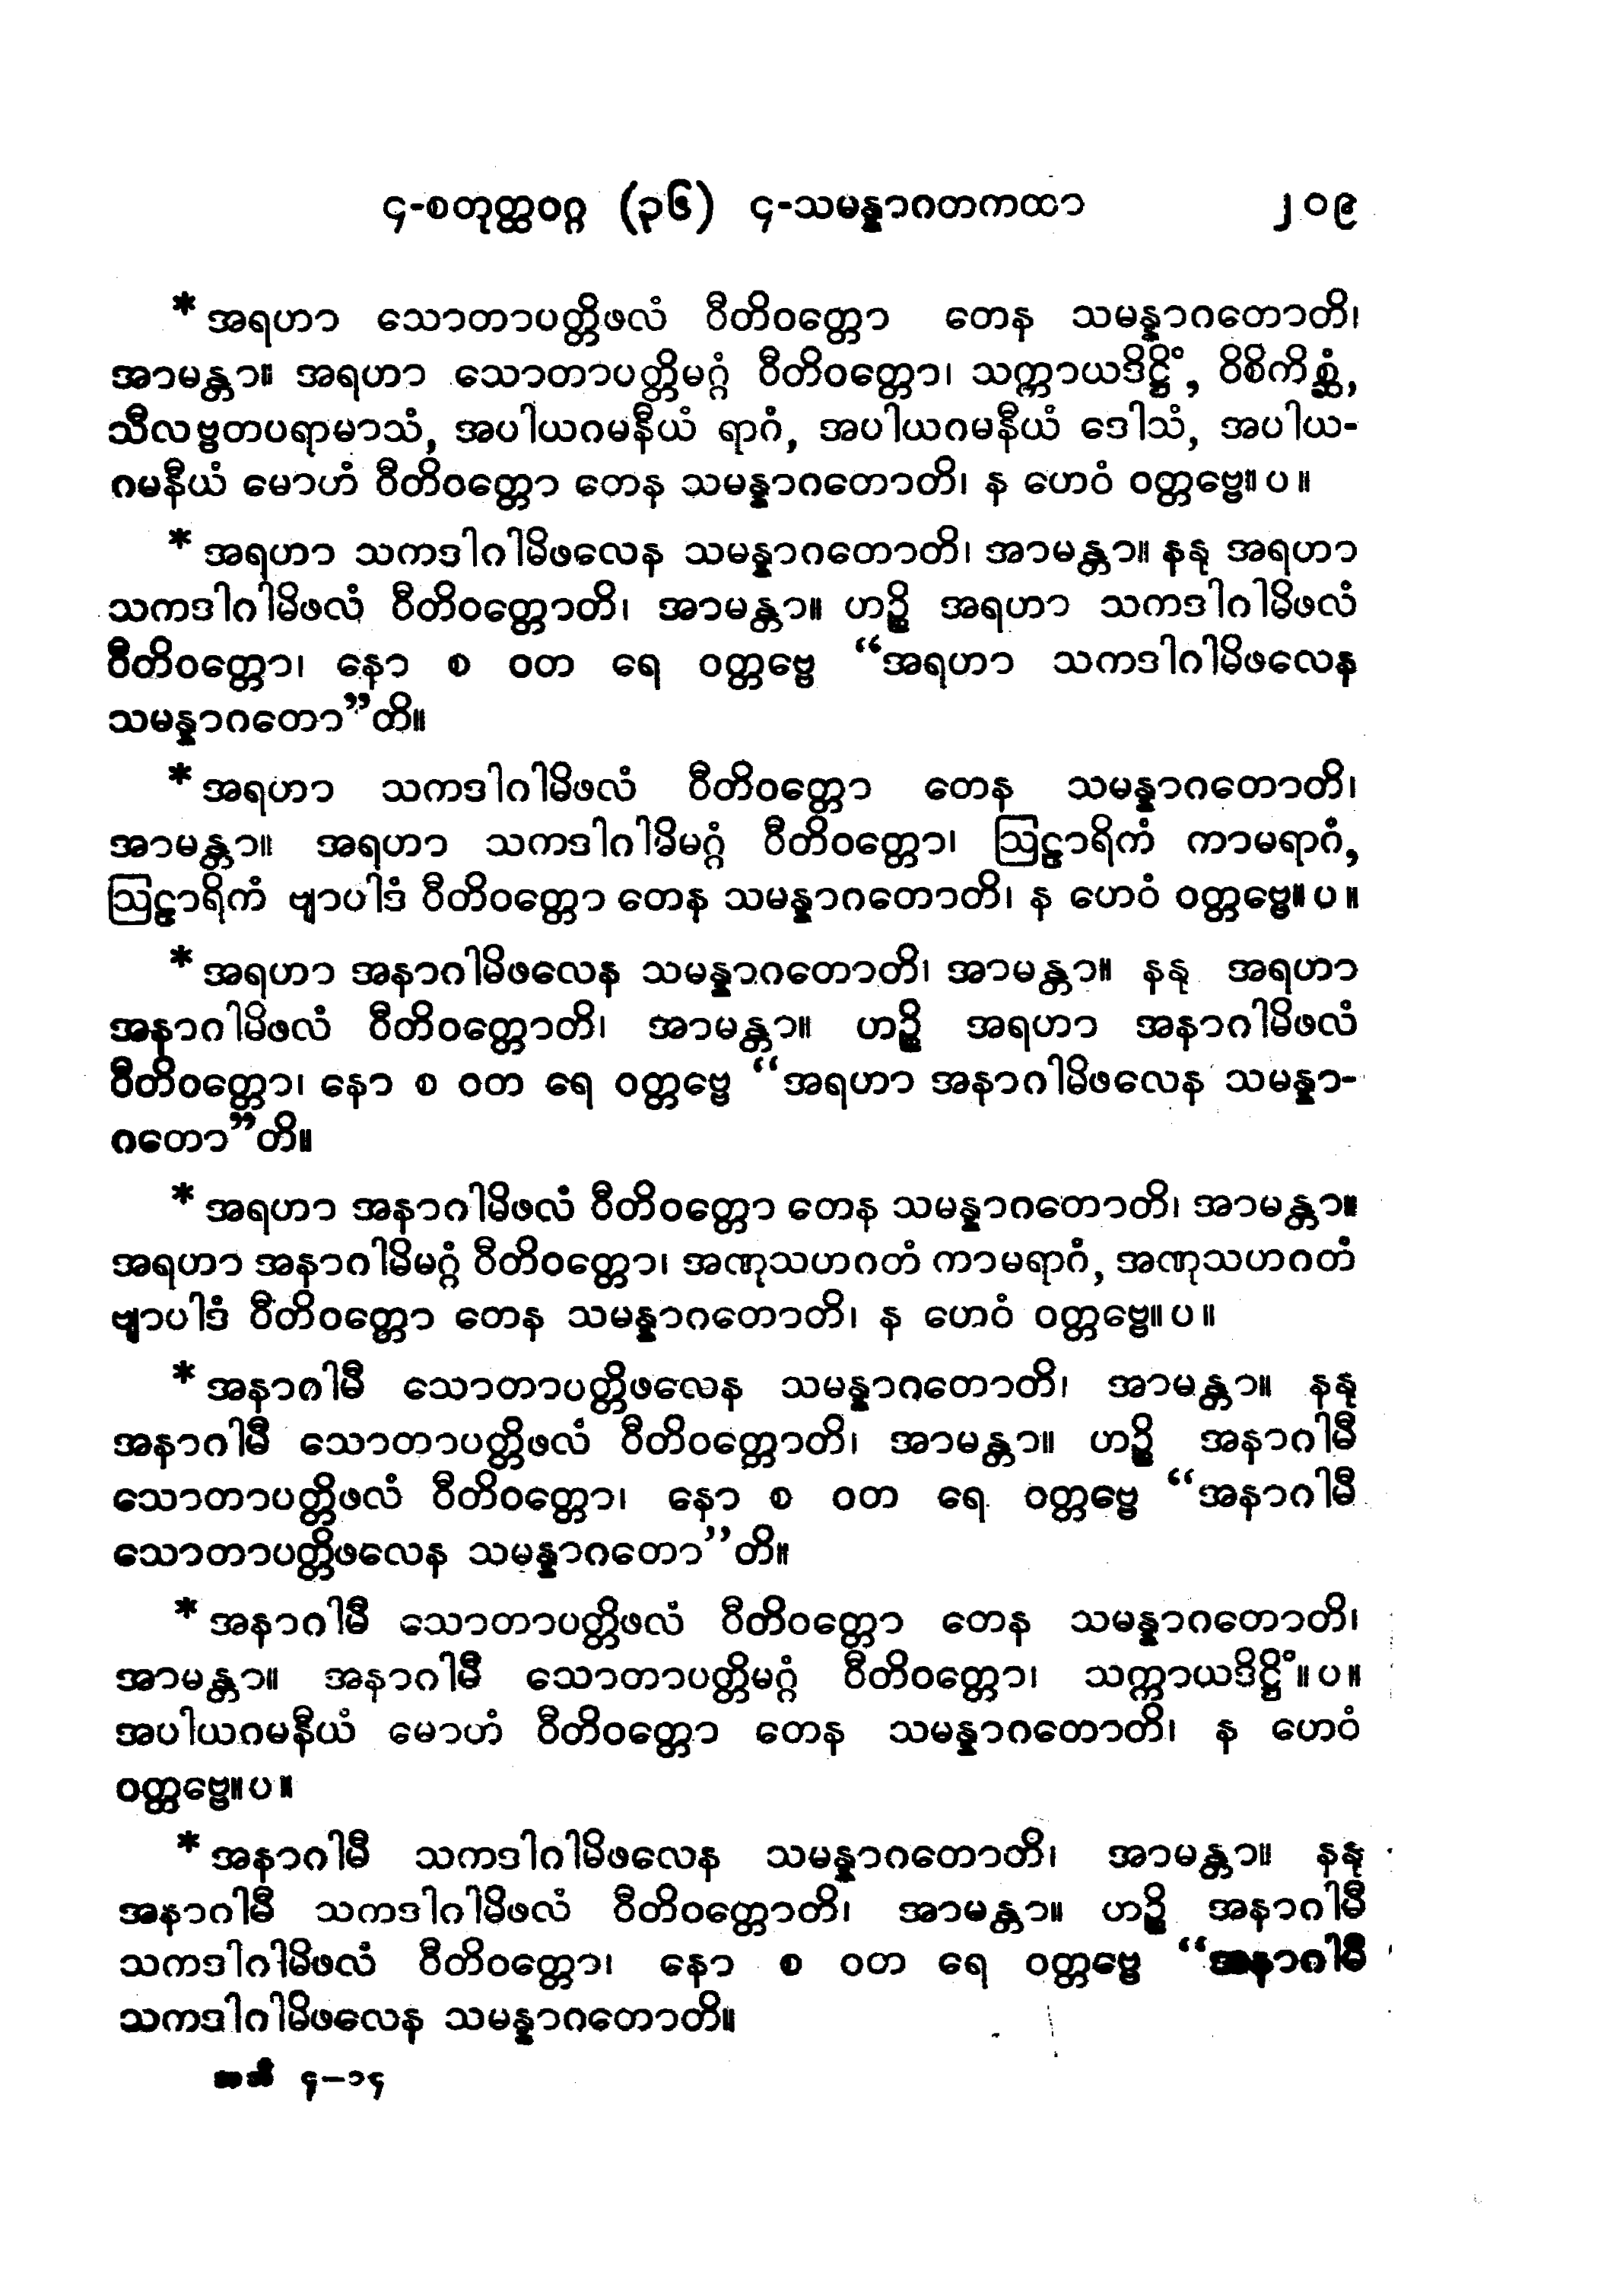 ၄-စတုတ္ထဝဂ္ဂ (၃၆) ၄-သမန္နာဂတကထာ ၂၀၉
* အရဟာ သောတာပတ္တိဖလံ ဝီတိဝတ္တော တေန သမန္နာဂတောတိ၊
အာမန္တာ။ အရဟာ သောတာပတ္တိမဂ္ဂံ ဝီတိဝတ္တော၊ သက္ကာယဒိဋ္ဌိံ, ဝိစိကိစ္ဆံ,
သီလဗ္ဗတပရာမာသံ, အပါယဂမနီယံ ရာဂံ, အပါယဂမနီယံ ဒေါသံ, အပါယ-
ဂမနီယံ မောဟံ ဝီတိဝတ္တော တေန သမန္နာဂတောတိ၊ န ဟေဝံ ဝတ္တဗ္ဗေ။ ပ ။
* အရဟာ သကဒါဂါမိဖလေန သမန္နာဂတောတိ၊ အာမန္တာ။ နနု အရဟာ
သကဒါဂါမိဖလံ ဝီတိဝတ္တောတိ၊ အာမန္တာ။ ဟဉ္စိ အရဟာ သကဒါဂါမိဖလံ
ဝီတိဝတ္တော၊ နော စ ဝတ ရေ ဝတ္တဗ္ဗေ “အရဟာ သကဒါဂါမိဖလေန
သမန္နာဂတော”တိ။
* အရဟာ သကဒါဂါမိဖလံ ဝီတိဝတ္တော တေန သမန္နာဂတောတိ၊
အာမန္တာ။ အရဟာ သကဒါဂါမိမဂ္ဂံ ဝီတိဝတ္တော၊ ဩဠာရိကံ ကာမရာဂံ,
ဩဠာရိကံ ဗျာပါဒံ ဝီတိဝတ္တော တေန သမန္နာဂတောတိ၊ န ဟေဝံ ဝတ္တဗ္ဗေ။ ပ ။
* အရဟာ အနာဂါမိဖလေန သမန္နာဂတောတိ၊ အာမန္တာ။ နနု အရဟာ
အနာဂါမိဖလံ ဝီတိဝတ္တောတိ၊ အာမန္တာ။ ဟဉ္စိ အရဟာ အနာဂါမိဖလံ
ဝီတိဝတ္တော၊ နော စ ဝတ ရေ ဝတ္တဗ္ဗေ “အရဟာ အနာဂါမိဖလေန သမန္နာ-
ဂတော”တိ။
* အရဟာ အနာဂါမိဖလံ ဝီတိဝတ္တော တေန သမန္နာဂတောတိ၊ အာမန္တာ။
အရဟာ အနာဂါမိမဂ္ဂံ ဝီတိဝတ္တော၊ အဏုသဟဂတံ ကာမရာဂံ, အဏုသဟဂတံ
ဗျာပါဒံ ဝီတိဝတ္တော တေန သမန္နာဂတောတိ၊ န ဟေဝံ ဝတ္တဗ္ဗေ။ ပ ။
* အနာဂါမီ သောတာပတ္တိဖလေန သမန္နာဂတောတိ၊ အာမန္တာ။ နနု
အနာဂါမီ သောတာပတ္တိဖလံ ဝီတိဝတ္တောတိ၊ အာမန္တာ။ ဟဉ္စိ အနာဂါမီ
သောတာပတ္တိဖလံ ဝီတိဝတ္တော၊ နော စ ဝတ ရေ ဝတ္တဗ္ဗေ “အနာဂါမီ
သောတာပတ္တိဖလေန သမန္နာဂတော”တိ။
* အနာဂါမီ သောတာပတ္တိဖလံ ဝီတိဝတ္တော တေန သမန္နာဂတောတိ၊
အာမန္တာ။ အနာဂါမီ သောတာပတ္တိမဂ္ဂံ ဝီတိဝတ္တော၊ သက္ကာယဒိဋ္ဌိံ ။ ပ။
အပါယဂမနီယံ မောဟံ ဝီတိဝတ္တော တေန သမန္နာဂတောတိ၊ န ဟေဝံ
ဝတ္တဗ္ဗေ။ ပ ။
* အနာဂါမီ သကဒါဂါမိဖလေန သမန္နာဂတောတိ၊ အာမန္တာ။ နနု
အနာဂါမီ သကဒါဂါမိဖလံ ဝီတိဝတ္တောတိ၊ အာမန္တာ။ ဟဉ္စိ အနာဂါမီ
သကဒါဂါမိဖလံ ဝီတိဝတ္တော၊ နော စ ဝတ ရေ ဝတ္တဗ္ဗေ “အနာဂါမီ
သကဒါဂါမိဖလေန သမန္နာဂတောတိ။
၄–၁၄